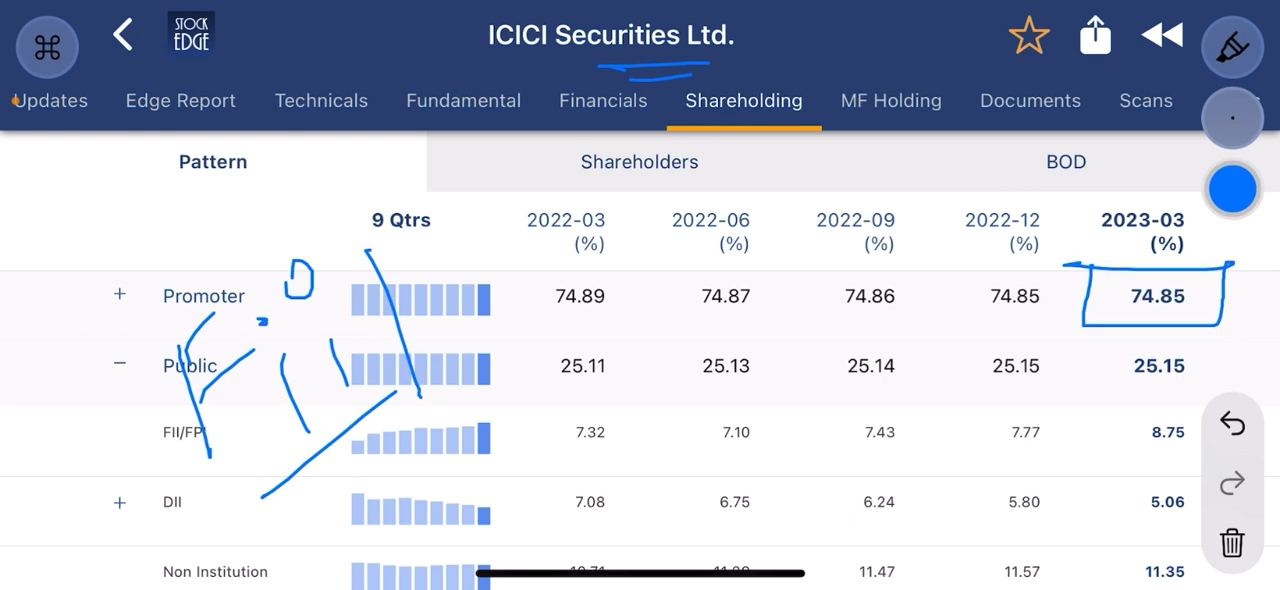 STOCK EDGE
ICICI Securities Ltd.
Updates Edge Report Technicals Fundamental Financials Shareholding MF Holding Documents Scans
Pattern Shareholders BOD
9 Qtrs 2022-03 (%) 2022-06 (%) 2022-09 (%) 2022-12 (%) 2023-03 (%)
+ Promoter 74.89 74.87 74.86 74.85 74.85
− Public 25.11 25.13 25.14 25.15 25.15
FII/FPI 7.32 7.10 7.43 7.77 8.75
+ DII 7.08 6.75 6.24 5.80 5.06
Non Institution 11.47 11.57 11.35